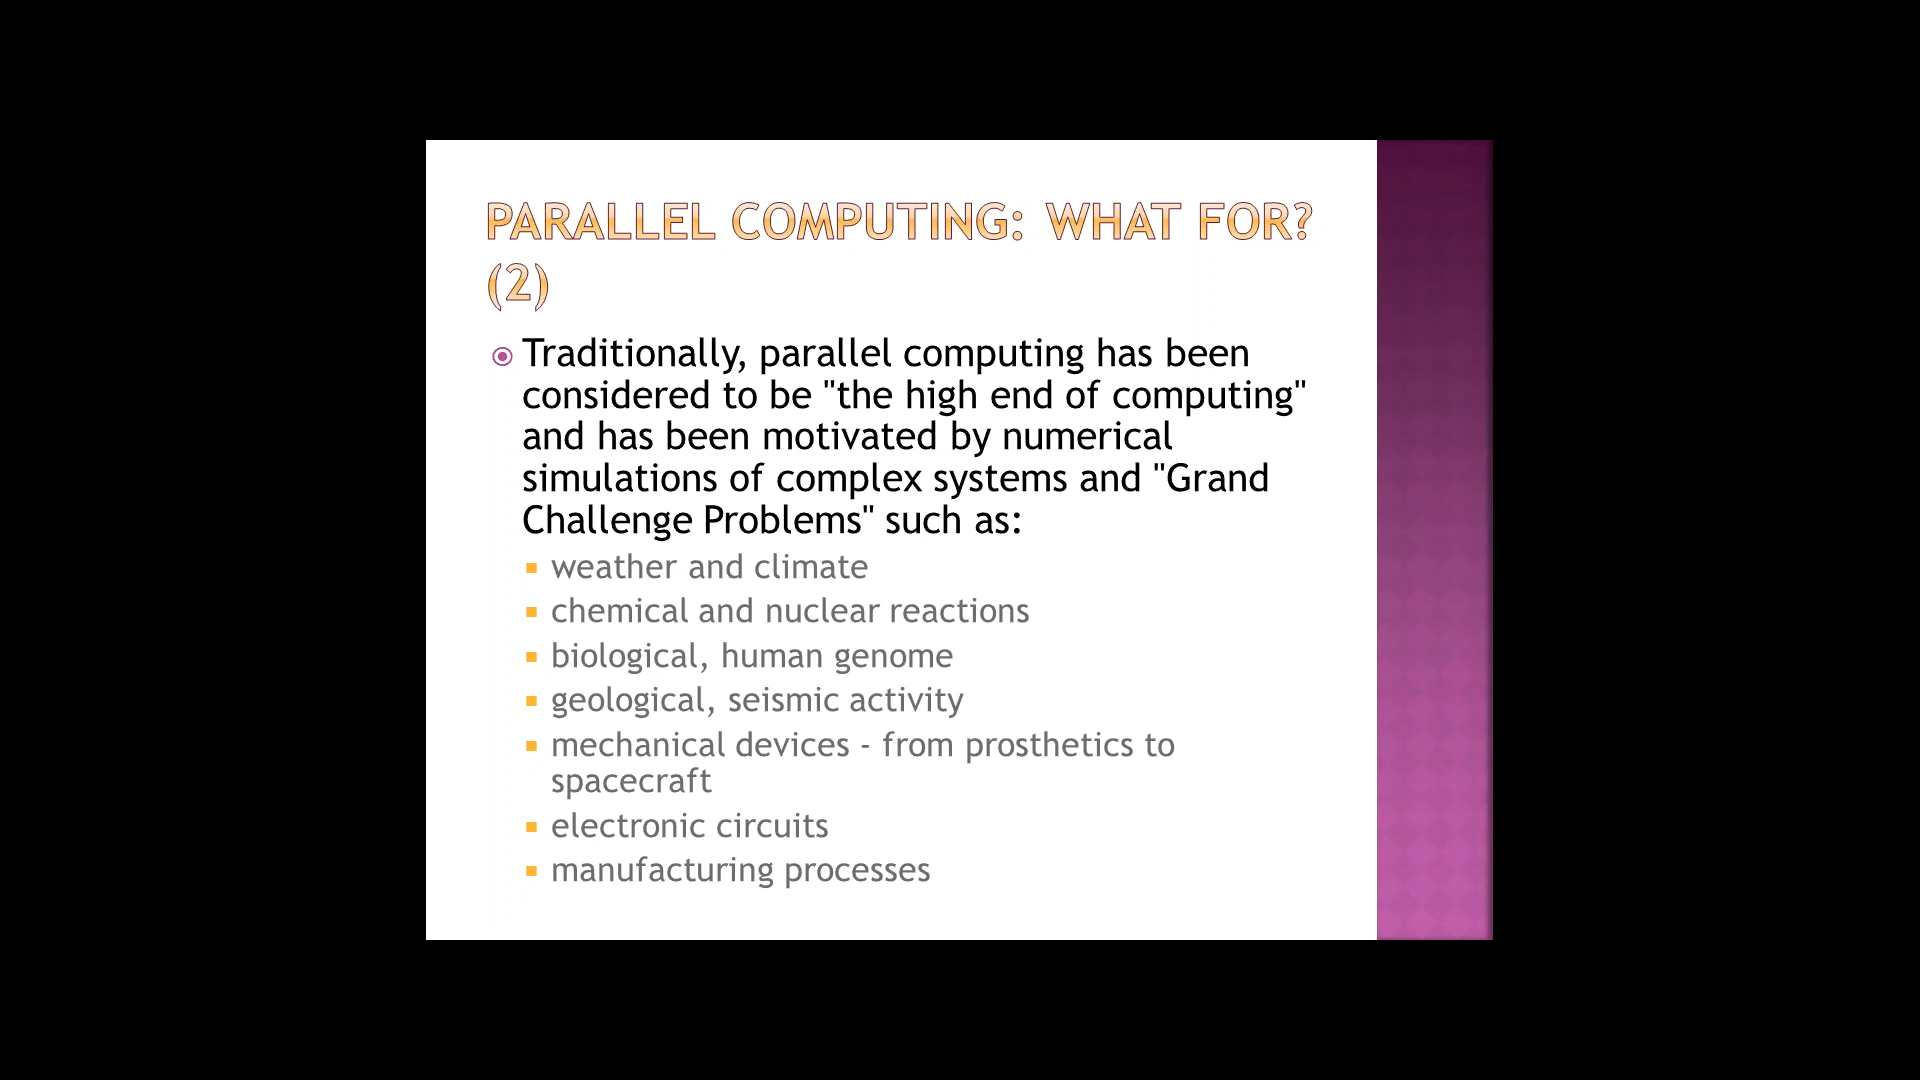 PARALLEL COMPUTING: WHAT FOR?
(2)
Traditionally, parallel computing has been
considered to be "the high end of computing"
and has been motivated by numerical
simulations of complex systems and "Grand
Challenge Problems" such as:
weather and climate
chemical and nuclear reactions
biological, human genome
geological, seismic activity
mechanical devices - from prosthetics to
spacecraft
electronic circuits
manufacturing processes